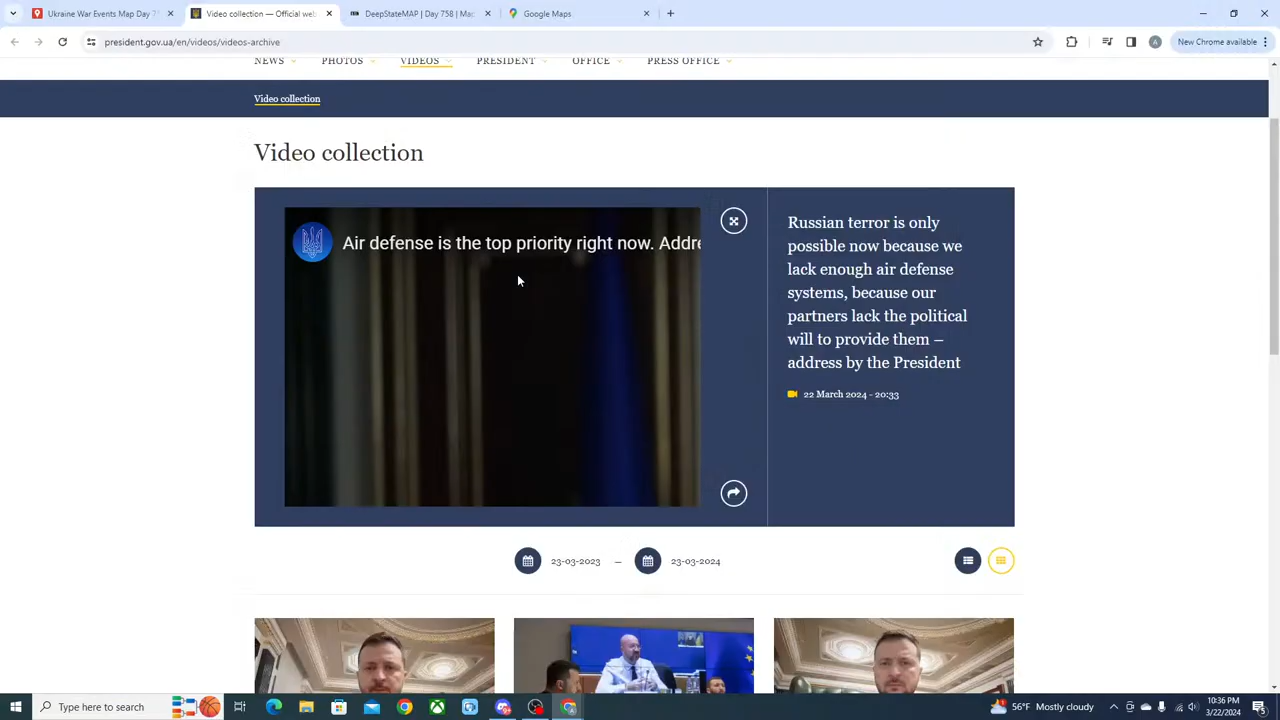 Ukraine War Events Map Day 7
Video collection — Official web
DeepStateMAP | Day 758 | Mac
Google Maps
president.gov.ua/en/videos/videos-archive
New Chrome available
NEWS
PHOTOS
VIDEOS
PRESIDENT
OFFICE
PRESS OFFICE
Video collection
Video collection
Air defense is the top priority right now. Addre
Russian terror is only
possible now because we
lack enough air defense
systems, because our
partners lack the political
will to provide them –
address by the President
22 March 2024 - 20:33
23-03-2023 – 23-03-2024
Type here to search
56°F Mostly cloudy
10:36 PM
3/22/2024